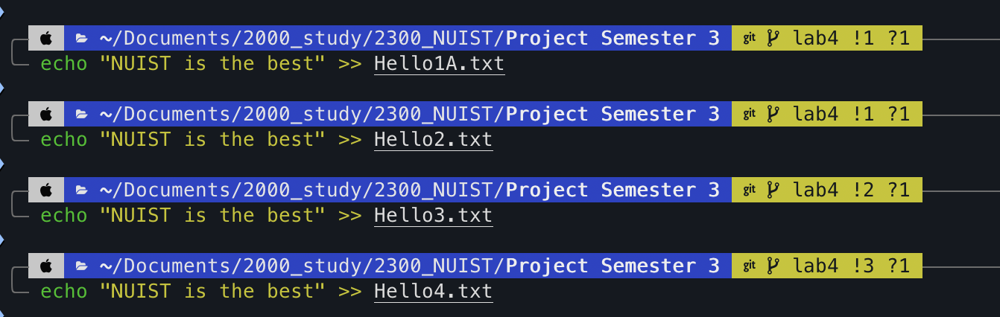 ~/Documents/2000_study/2300_NUIST/Project Semester 3 git lab4 !1 ?1
echo "NUIST is the best" >> Hello1A.txt
~/Documents/2000_study/2300_NUIST/Project Semester 3 git lab4 !1 ?1
echo "NUIST is the best" >> Hello2.txt
~/Documents/2000_study/2300_NUIST/Project Semester 3 git lab4 !2 ?1
echo "NUIST is the best" >> Hello3.txt
~/Documents/2000_study/2300_NUIST/Project Semester 3 git lab4 !3 ?1
echo "NUIST is the best" >> Hello4.txt